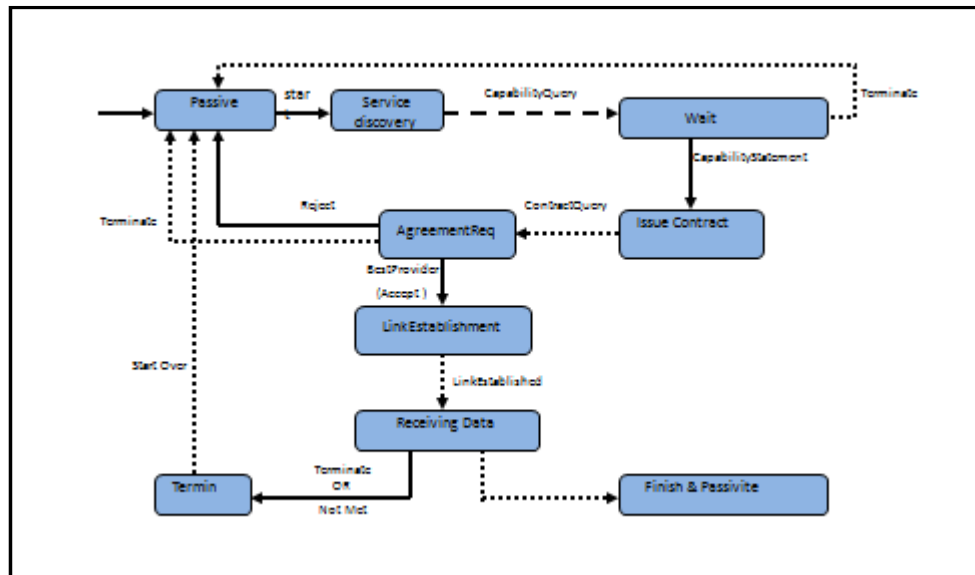 Passive
star
t
Service
discovery
CapabilityQuery
Wait
Terminate
CapabilityStatement
Terminate
Reject
AgreementReq
ContractQuery
Issue Contract
BestProvider
(Accept )
LinkEstablishment
Start Over
LinkEstablished
Receiving Data
Terminate
OR
Not Met
Termin
Finish & Passivite